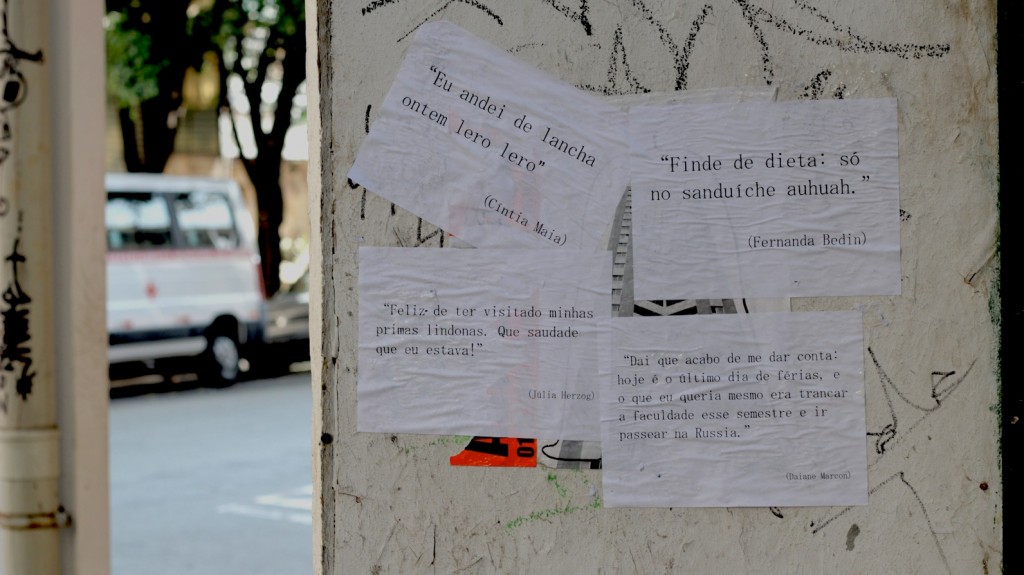 “Eu andei de lancha
ontem lero lero”
(Cíntia Maia)
“Finde de dieta: só
no sanduíche auhuah.”
(Fernanda Bedin)
“Feliz de ter visitado minhas
primas lindonas. Que saudade
que eu estava!”
(Júlia Herzog)
“Dai que acabo de me dar conta:
hoje é o último dia de férias, e
o que eu queria mesmo era trancar
a faculdade esse semestre e ir
passear na Russia.”
(Daiane Marcon)